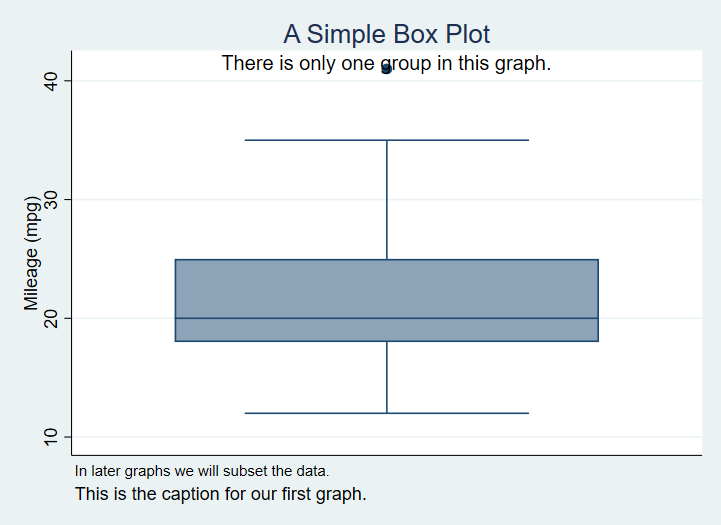 A Simple Box Plot
There is only one group in this graph.
Mileage (mpg)
40
30
20
10
In later graphs we will subset the data.
This is the caption for our first graph.